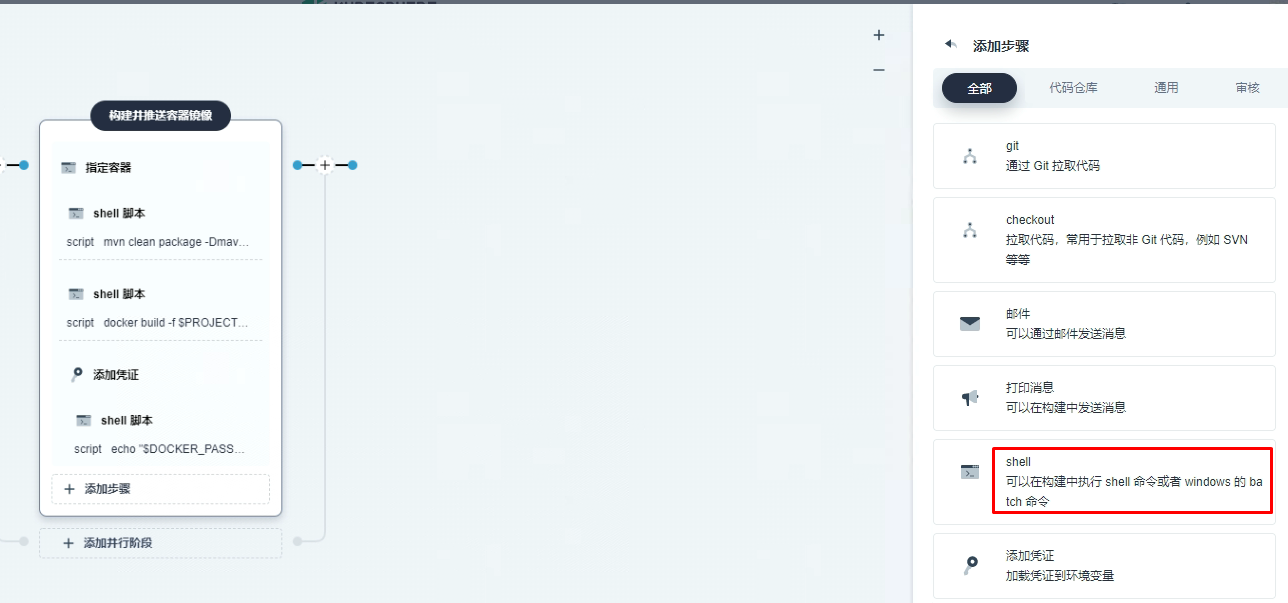 构建并推送容器镜像
指定容器
shell 脚本
script mvn clean package -Dmav...
shell 脚本
script docker build -f $PROJECT...
添加凭证
shell 脚本
script echo "$DOCKER_PASS...
+ 添加步骤
+ 添加并行阶段
添加步骤
全部 代码仓库 通用 审核
git
通过 Git 拉取代码
checkout
拉取代码，常用于拉取非 Git 代码，例如 SVN
等等
邮件
可以通过邮件发送消息
打印消息
可以在构建中发送消息
shell
可以在构建中执行 shell 命令或者 windows 的 ba
tch 命令
添加凭证
加载凭证到环境变量